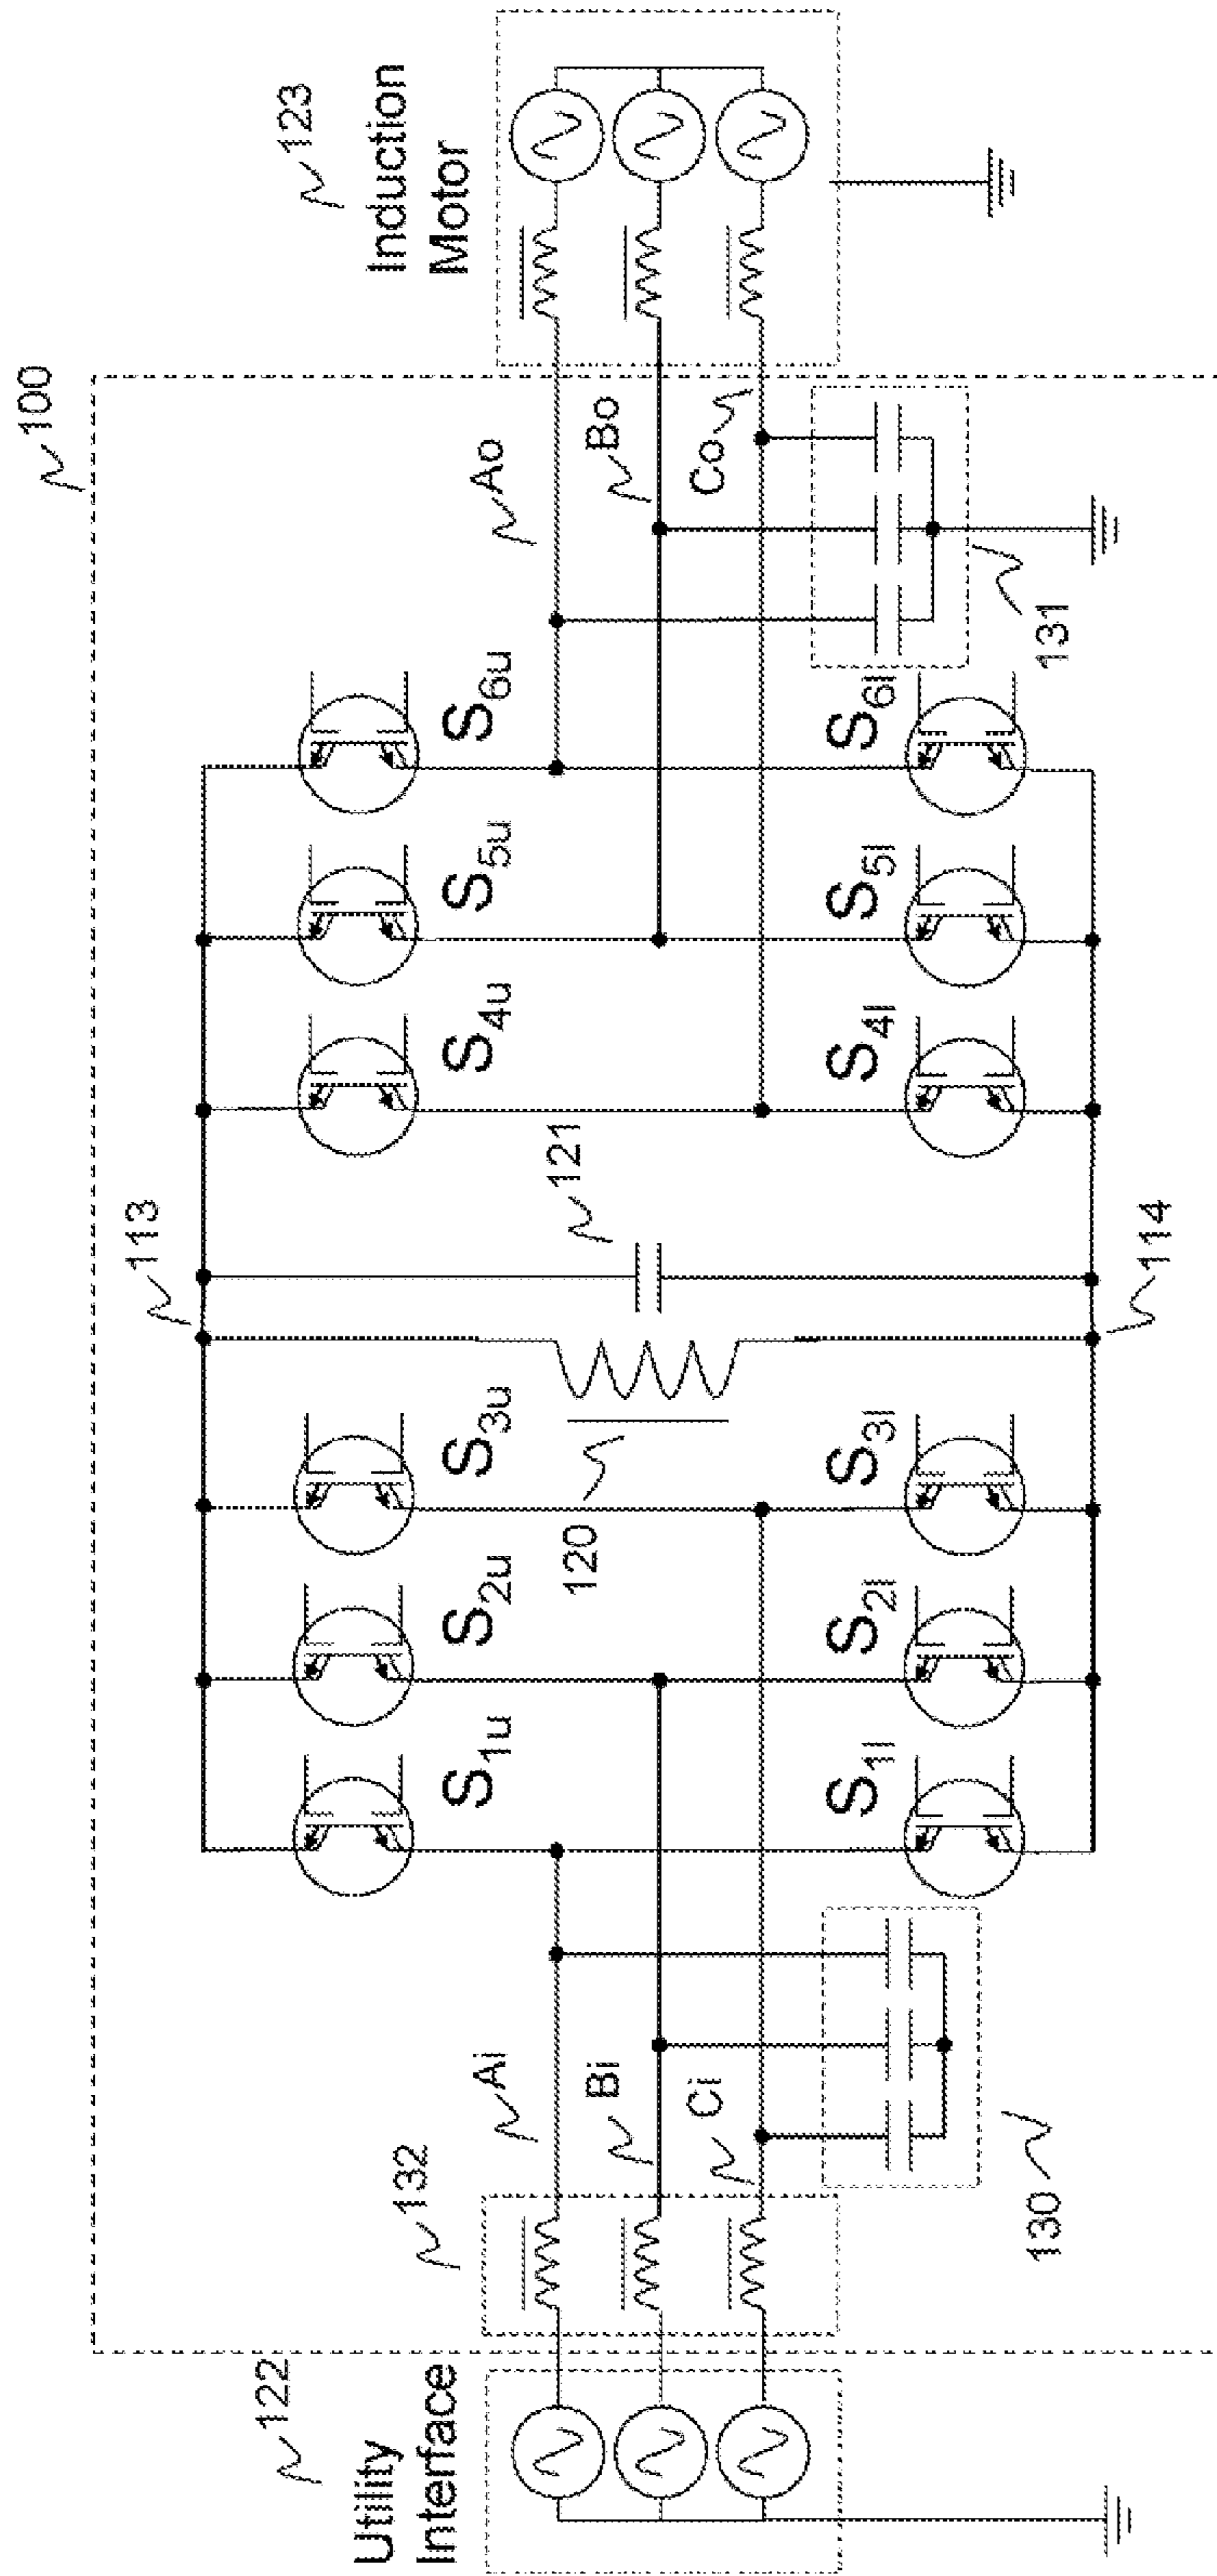 100
122
Utility
Interface
132
Ai
Bi
Ci
130
113
S1u
S2u
S3u
120
121
S4u
S5u
S6u
S1l
S2l
S3l
S4l
S5l
S6l
114
Ao
Bo
Co
131
123
Induction
Motor